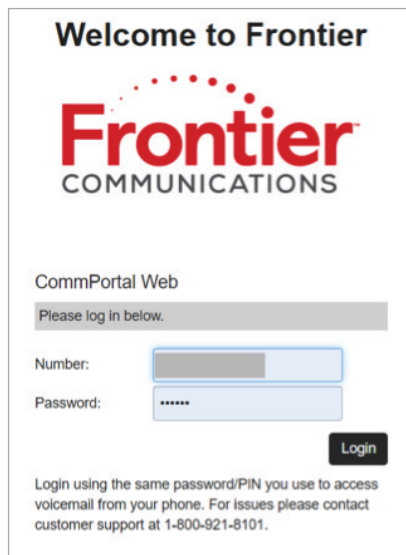 Welcome to Frontier
Frontier
COMMUNICATIONS
CommPortal Web
Please log in below.
Number:
Password: ••••••
Login
Login using the same password/PIN you use to access
voicemail from your phone. For issues please contact
customer support at 1-800-921-8101.